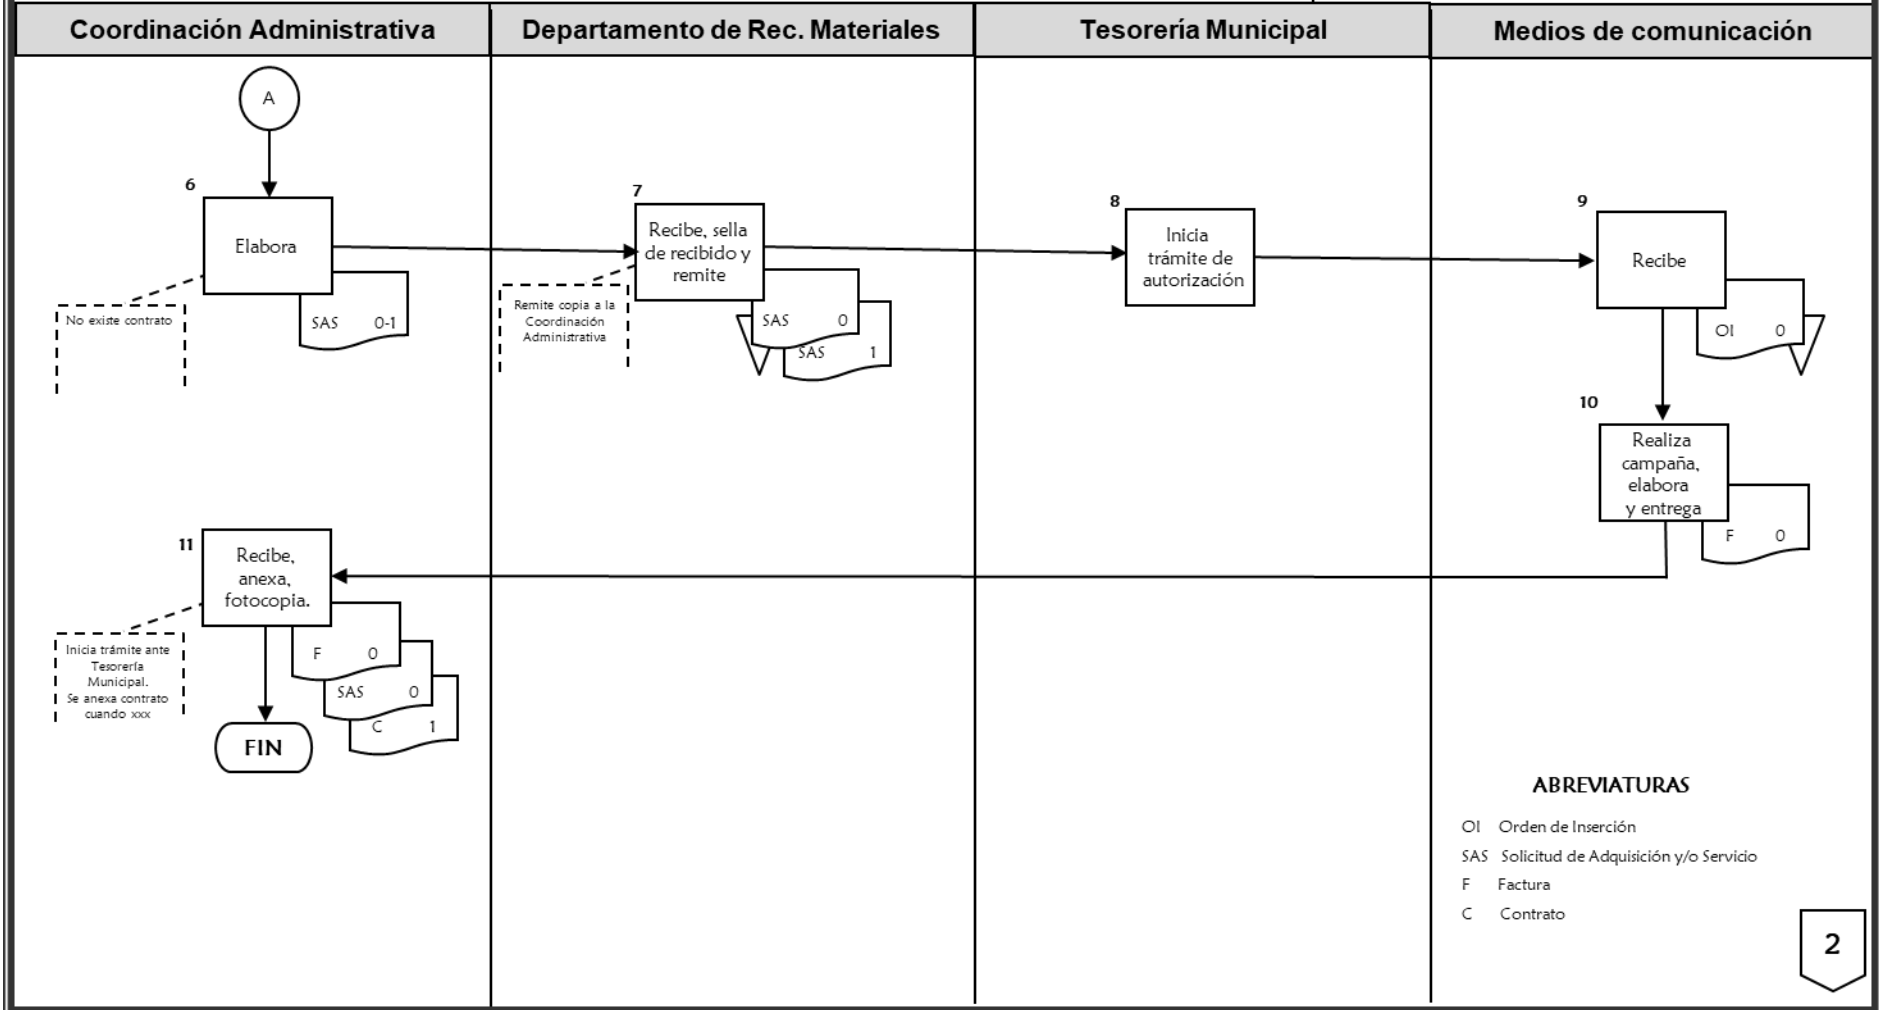 Coordinación Administrativa
Departamento de Rec. Materiales
Tesorería Municipal
Medios de comunicación
A
6
Elabora
No existe contrato
SAS 0-1
7
Recibe, sella
de recibido y
remite
Remite copia a la
Coordinación
Administrativa
SAS 0
SAS 1
8
Inicia
trámite de
autorización
9
Recibe
OI 0
10
Realiza
campaña,
elabora
y entrega
F 0
11
Recibe,
anexa,
fotocopia.
Inicia trámite ante
Tesorería
Municipal.
Se anexa contrato
cuando xxx
F 0
SAS 0
C 1
FIN
ABREVIATURAS
OI Orden de Inserción
SAS Solicitud de Adquisición y/o Servicio
F Factura
C Contrato
2